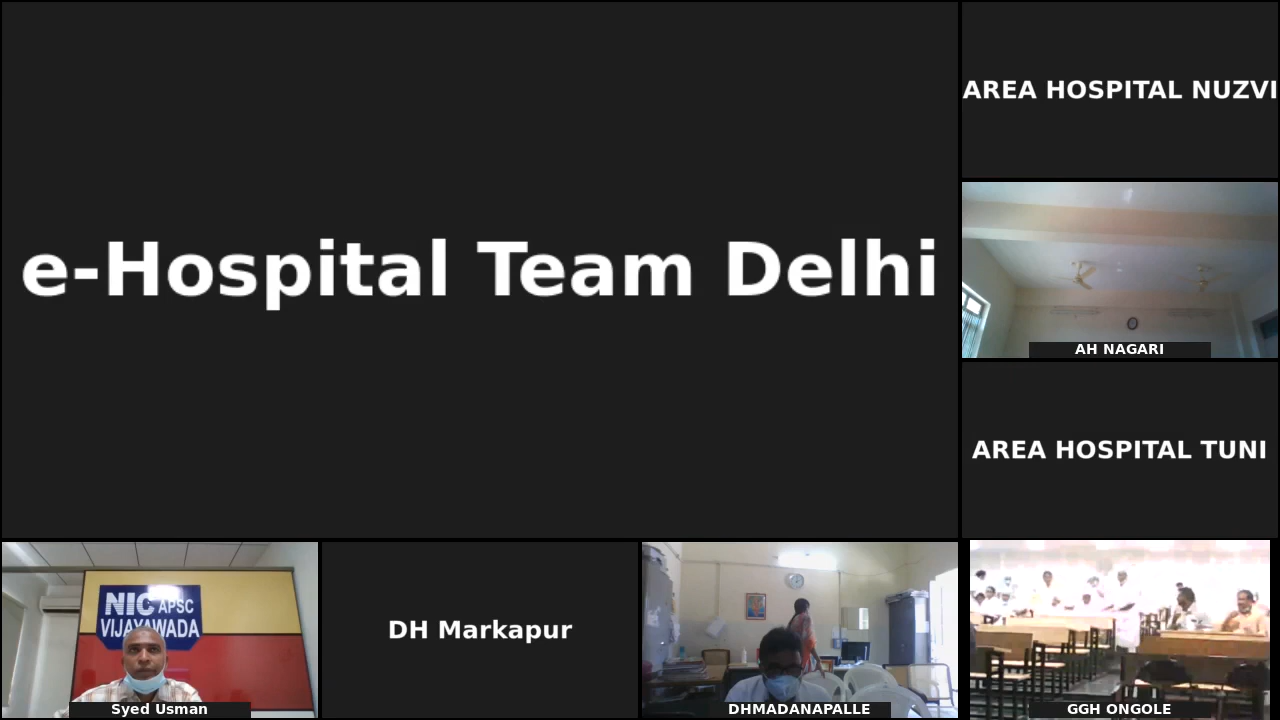 e-Hospital Team Delhi
AREA HOSPITAL NUZVI
AH NAGARI
AREA HOSPITAL TUNI
NIC APSC
VIJAYAWADA
Syed Usman
DH Markapur
DHMADANAPALLE
GGH ONGOLE